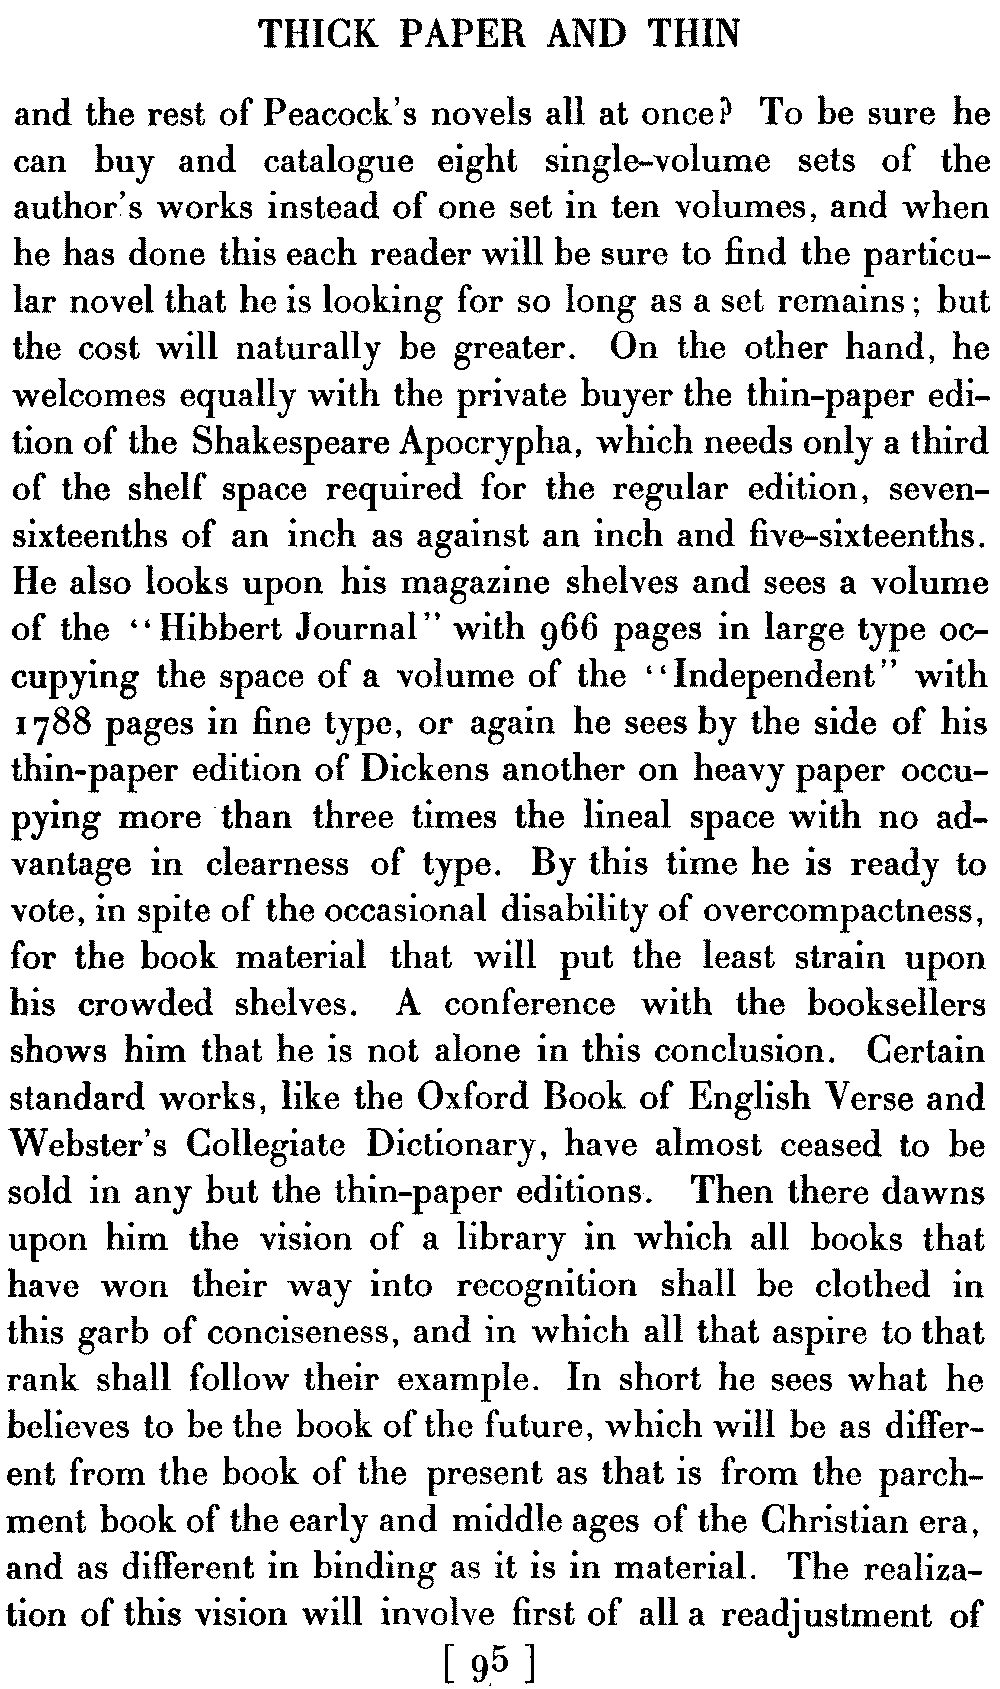 THICK PAPER AND THIN
and the rest of Peacock's novels all at once? To be sure he
can buy and catalogue eight single-volume sets of the
author's works instead of one set in ten volumes, and when
he has done this each reader will be sure to find the particu-
lar novel that he is looking for so long as a set remains; but
the cost will naturally be greater. On the other hand, he
welcomes equally with the private buyer the thin-paper edi-
tion of the Shakespeare Apocrypha, which needs only a third
of the shelf space required for the regular edition, seven-
sixteenths of an inch as against an inch and five-sixteenths.
He also looks upon his magazine shelves and sees a volume
of the "Hibbert Journal" with 966 pages in large type oc-
cupying the space of a volume of the "Independent" with
1788 pages in fine type, or again he sees by the side of his
thin-paper edition of Dickens another on heavy paper occu-
pying more than three times the lineal space with no ad-
vantage in clearness of type. By this time he is ready to
vote, in spite of the occasional disability of overcompactness,
for the book material that will put the least strain upon
his crowded shelves. A conference with the booksellers
shows him that he is not alone in this conclusion. Certain
standard works, like the Oxford Book of English Verse and
Webster's Collegiate Dictionary, have almost ceased to be
sold in any but the thin-paper editions. Then there dawns
upon him the vision of a library in which all books that
have won their way into recognition shall be clothed in
this garb of conciseness, and in which all that aspire to that
rank shall follow their example. In short he sees what he
believes to be the book of the future, which will be as differ-
ent from the book of the present as that is from the parch-
ment book of the early and middle ages of the Christian era,
and as different in binding as it is in material. The realiza-
tion of this vision will involve first of all a readjustment of
[ 95 ]